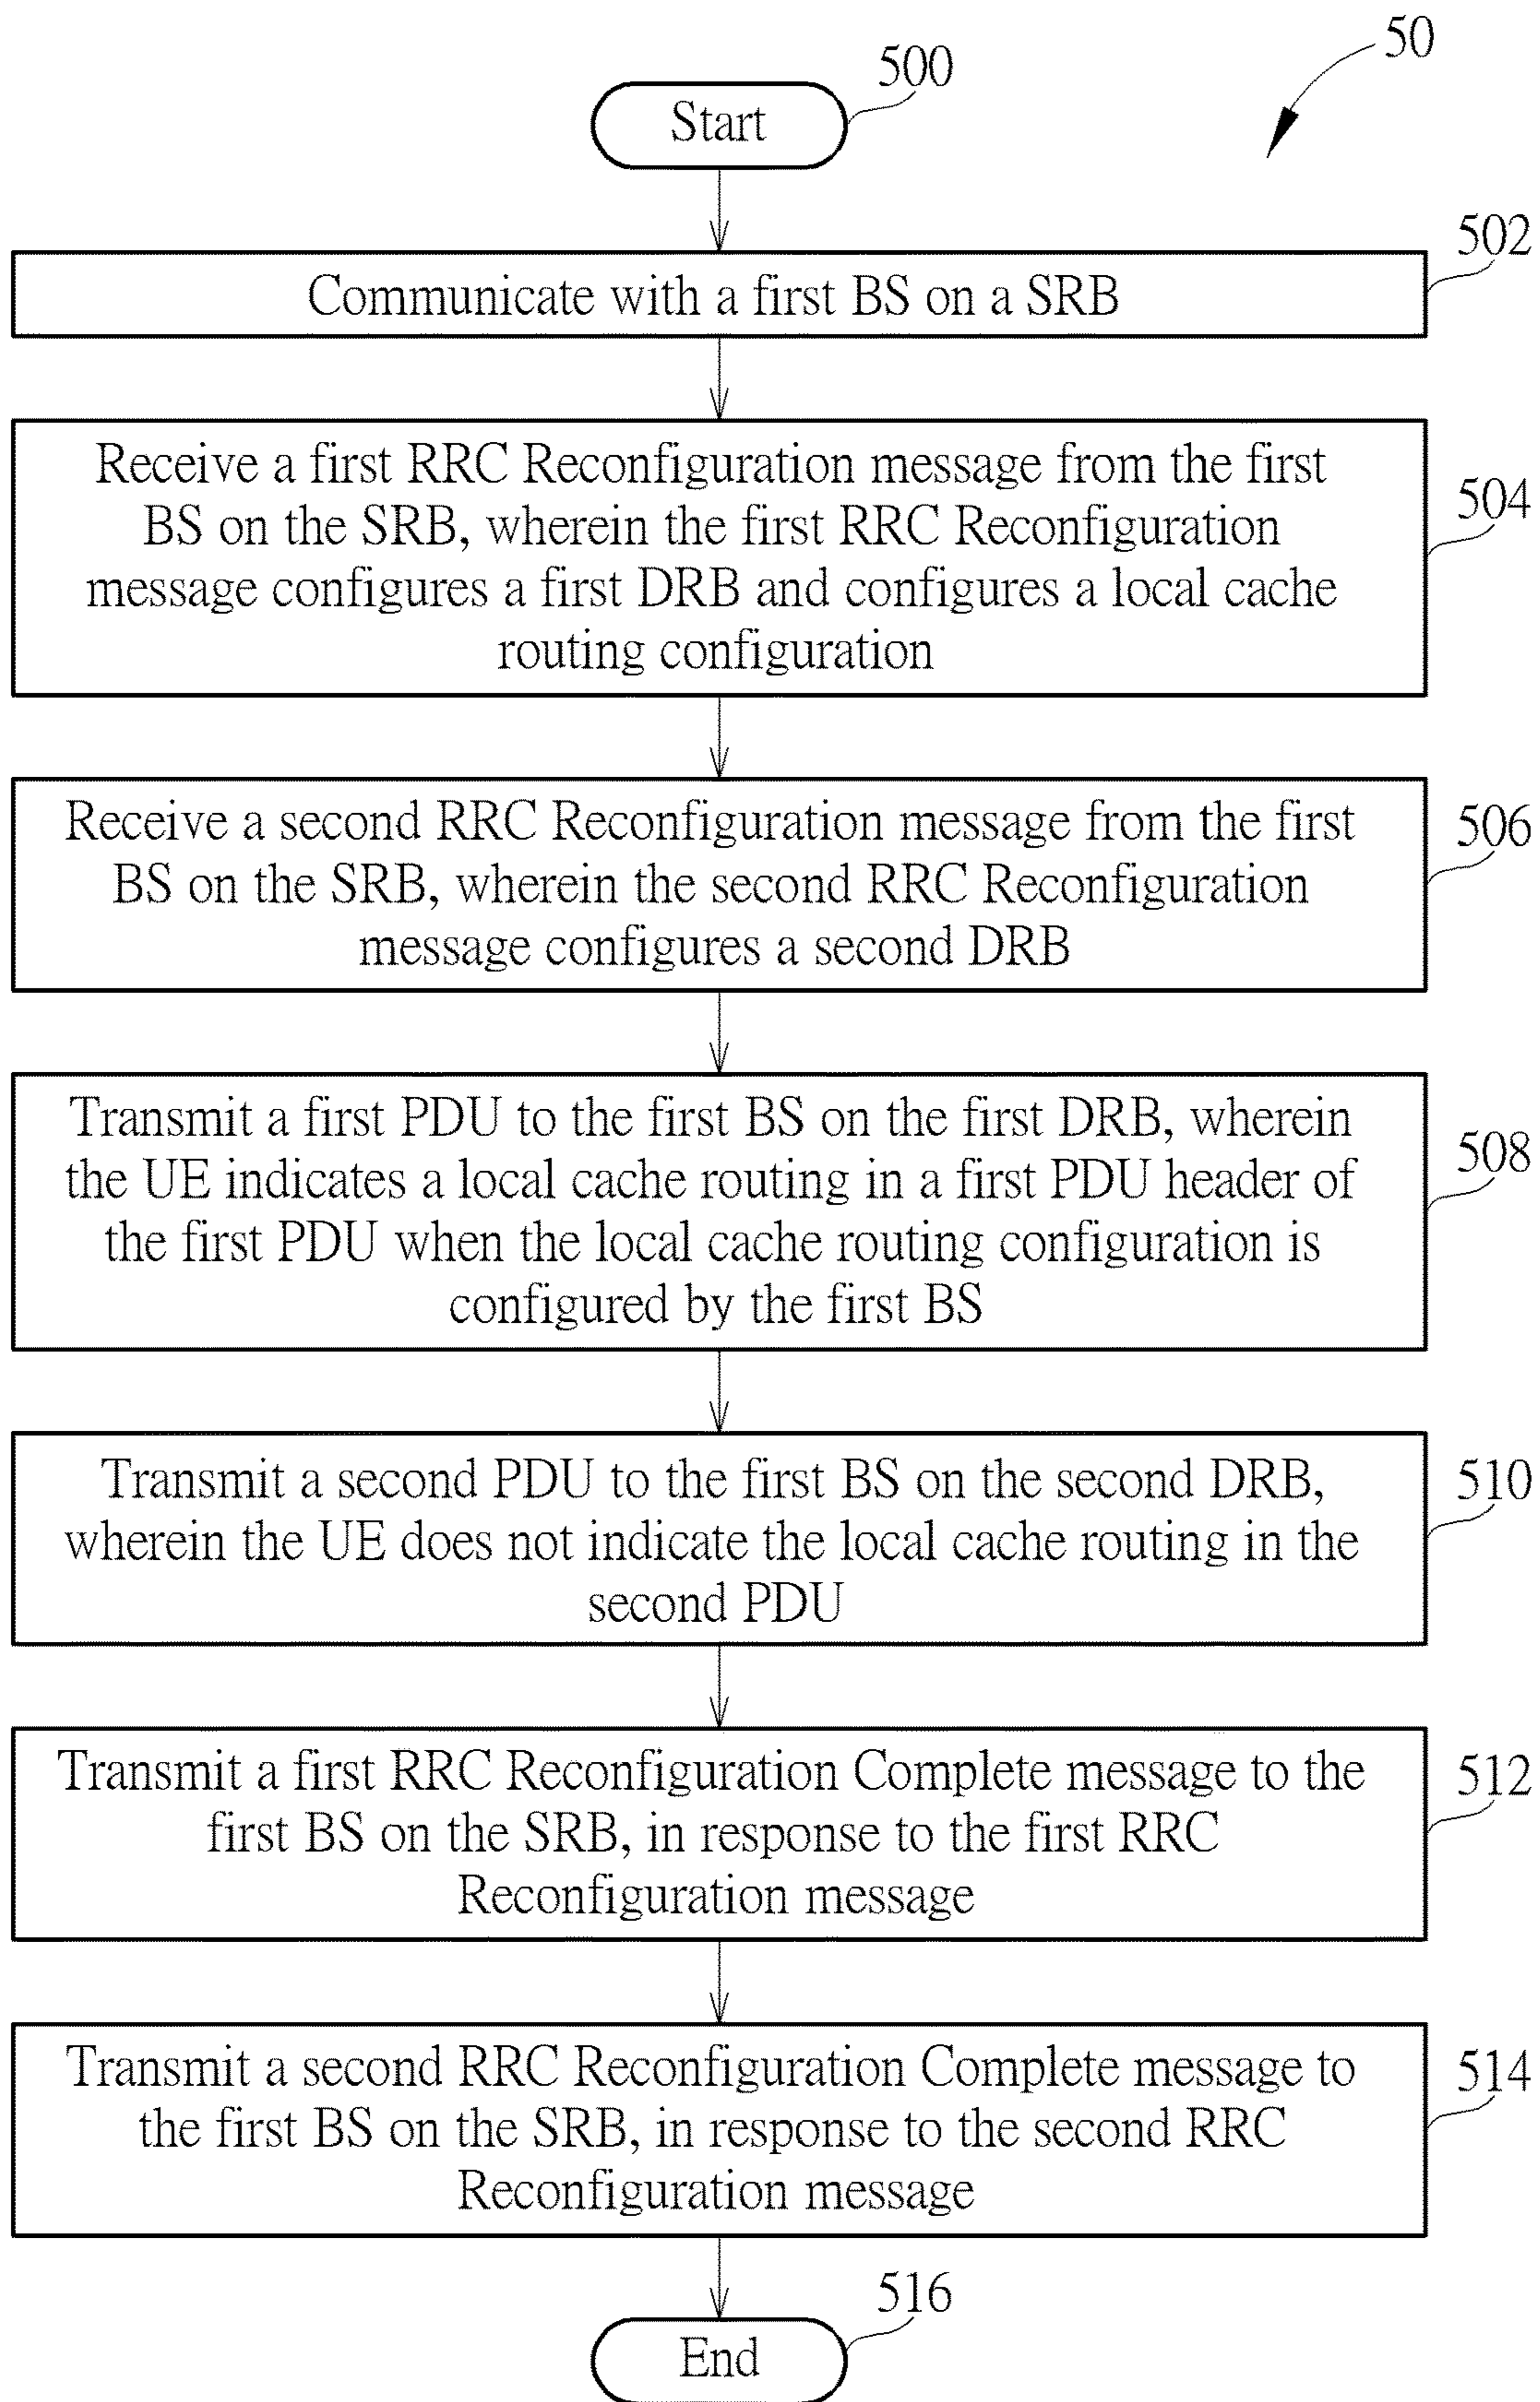 50
500
Start
502
Communicate with a first BS on a SRB
504
Receive a first RRC Reconfiguration message from the first
BS on the SRB, wherein the first RRC Reconfiguration
message configures a first DRB and configures a local cache
routing configuration
506
Receive a second RRC Reconfiguration message from the first
BS on the SRB, wherein the second RRC Reconfiguration
message configures a second DRB
508
Transmit a first PDU to the first BS on the first DRB, wherein
the UE indicates a local cache routing in a first PDU header of
the first PDU when the local cache routing configuration is
configured by the first BS
510
Transmit a second PDU to the first BS on the second DRB,
wherein the UE does not indicate the local cache routing in the
second PDU
512
Transmit a first RRC Reconfiguration Complete message to the
first BS on the SRB, in response to the first RRC
Reconfiguration message
514
Transmit a second RRC Reconfiguration Complete message to
the first BS on the SRB, in response to the second RRC
Reconfiguration message
516
End